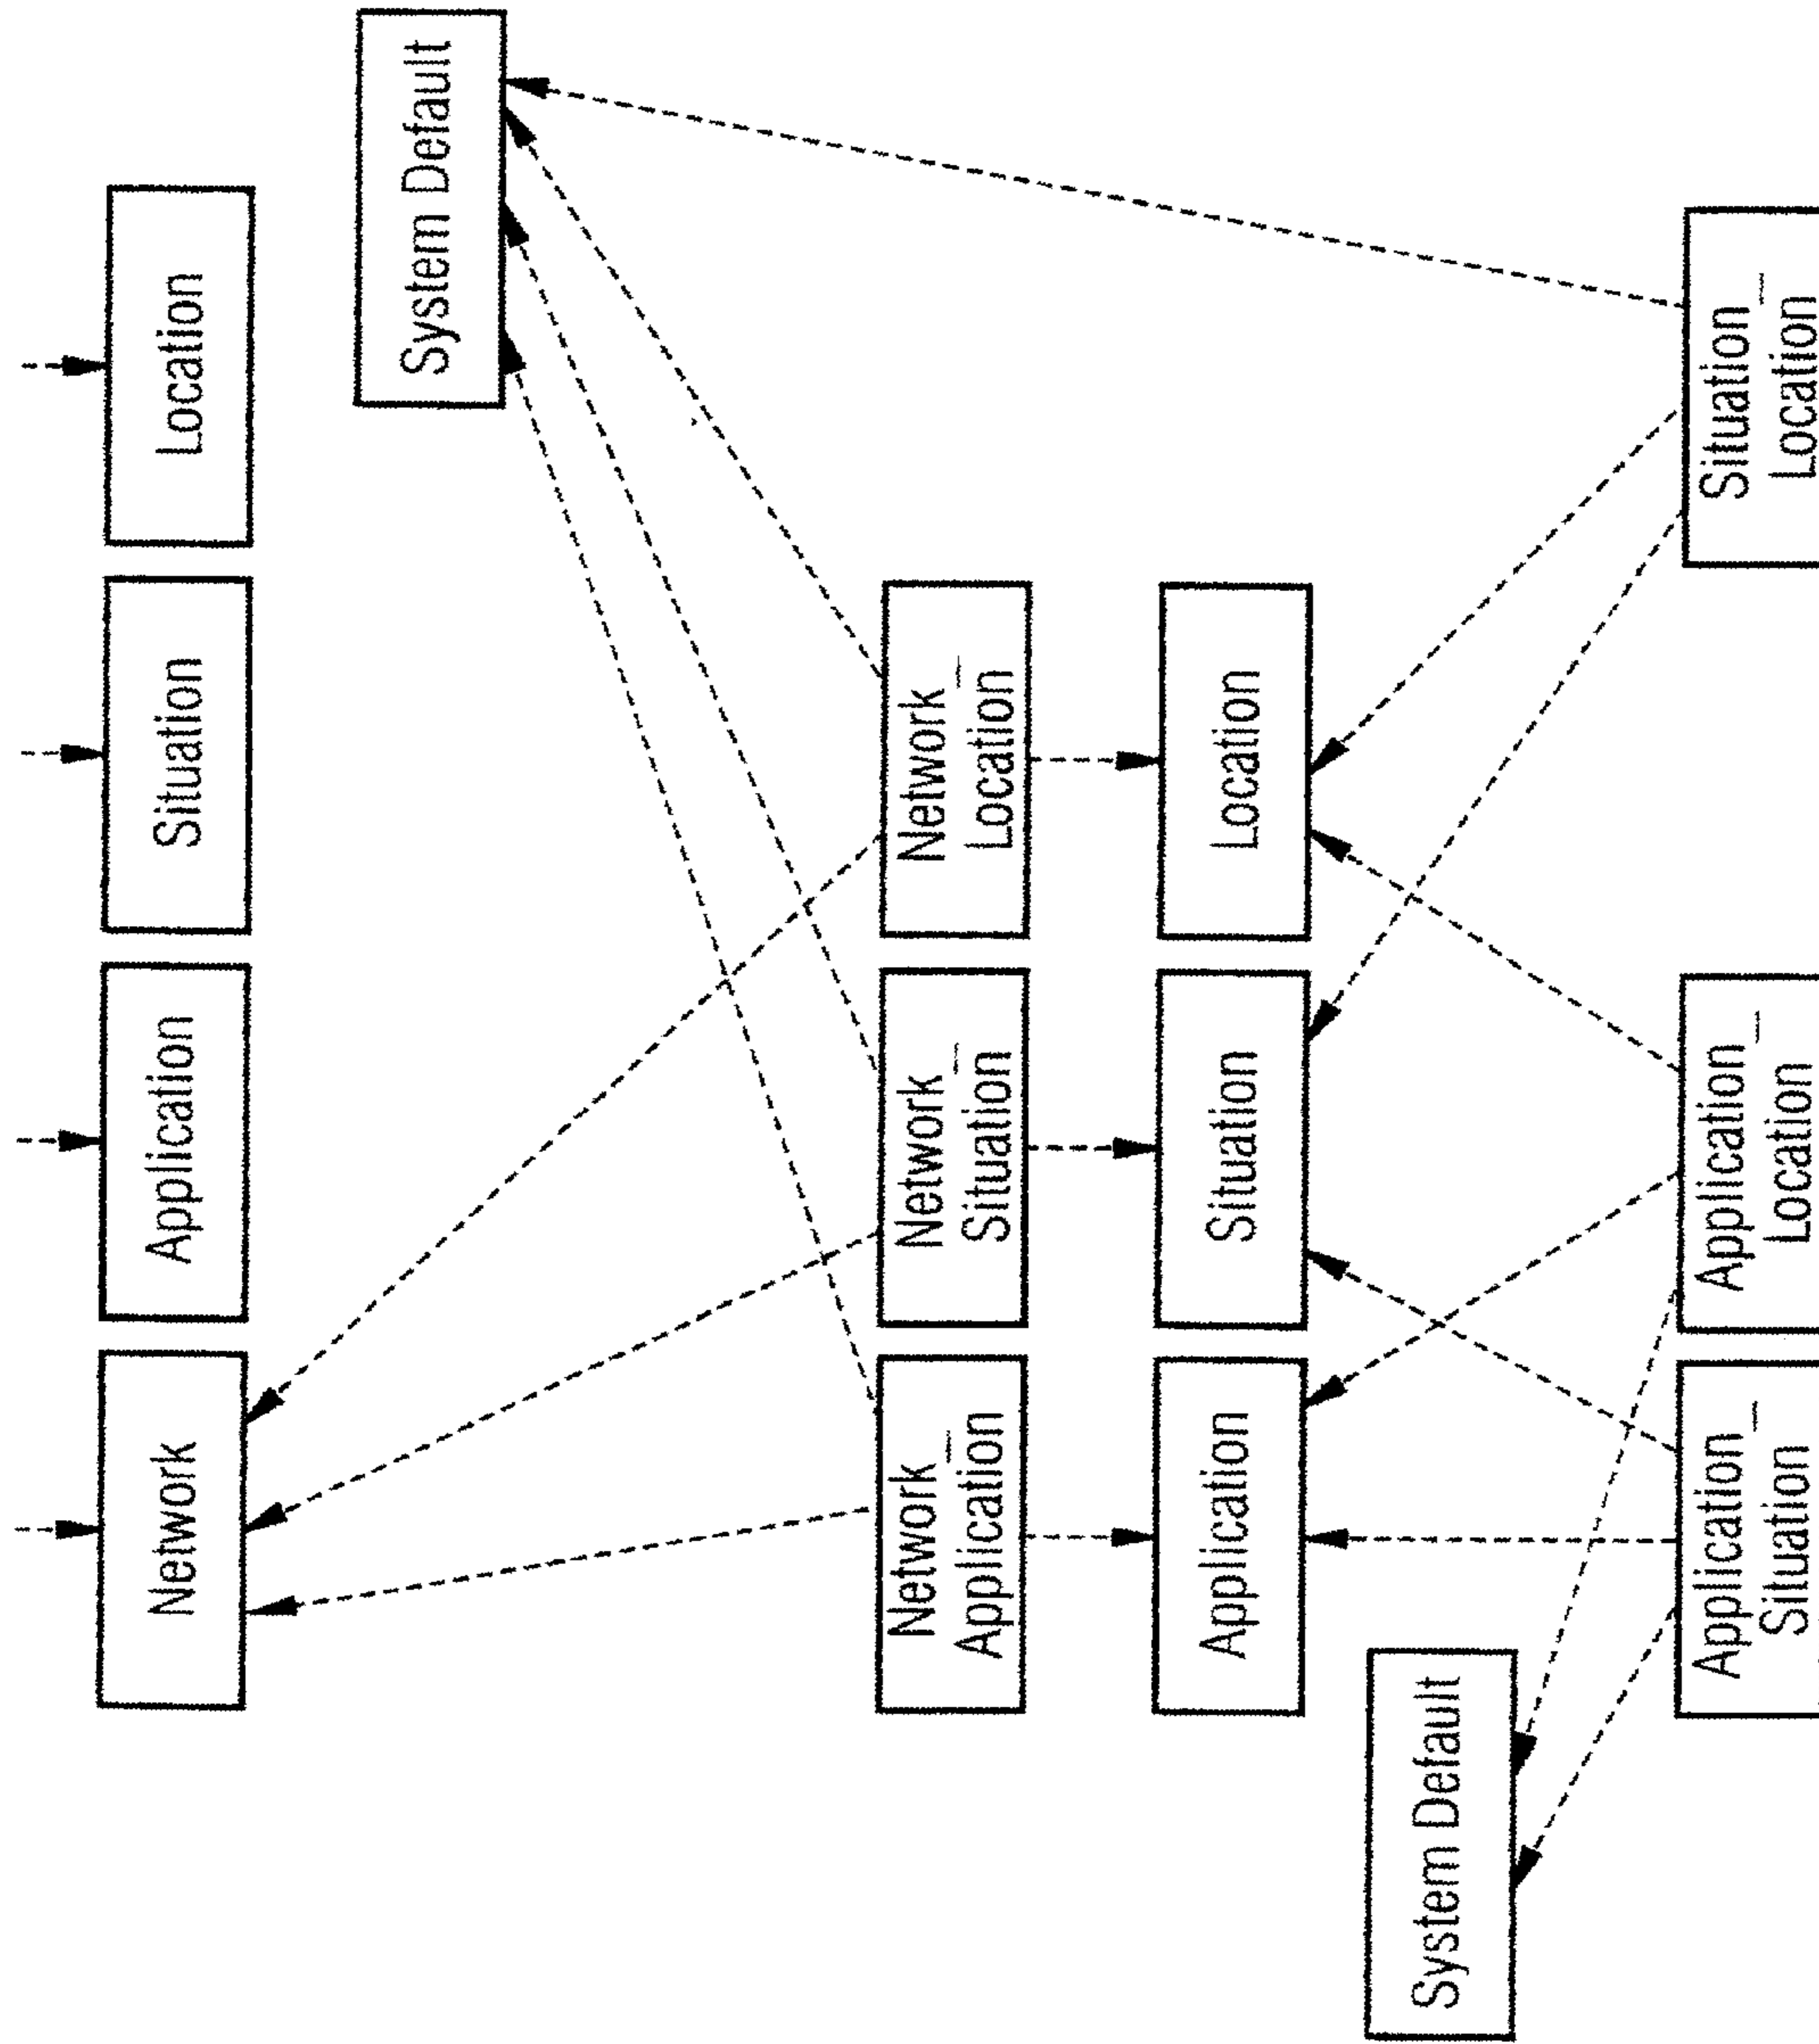 Network
Application
Situation
Location
System Default
Network_
Application
Network_
Situation
Network_
Location
Application
Situation
Location
System Default
Application_
Situation
Application_
Location
Situation_
Location